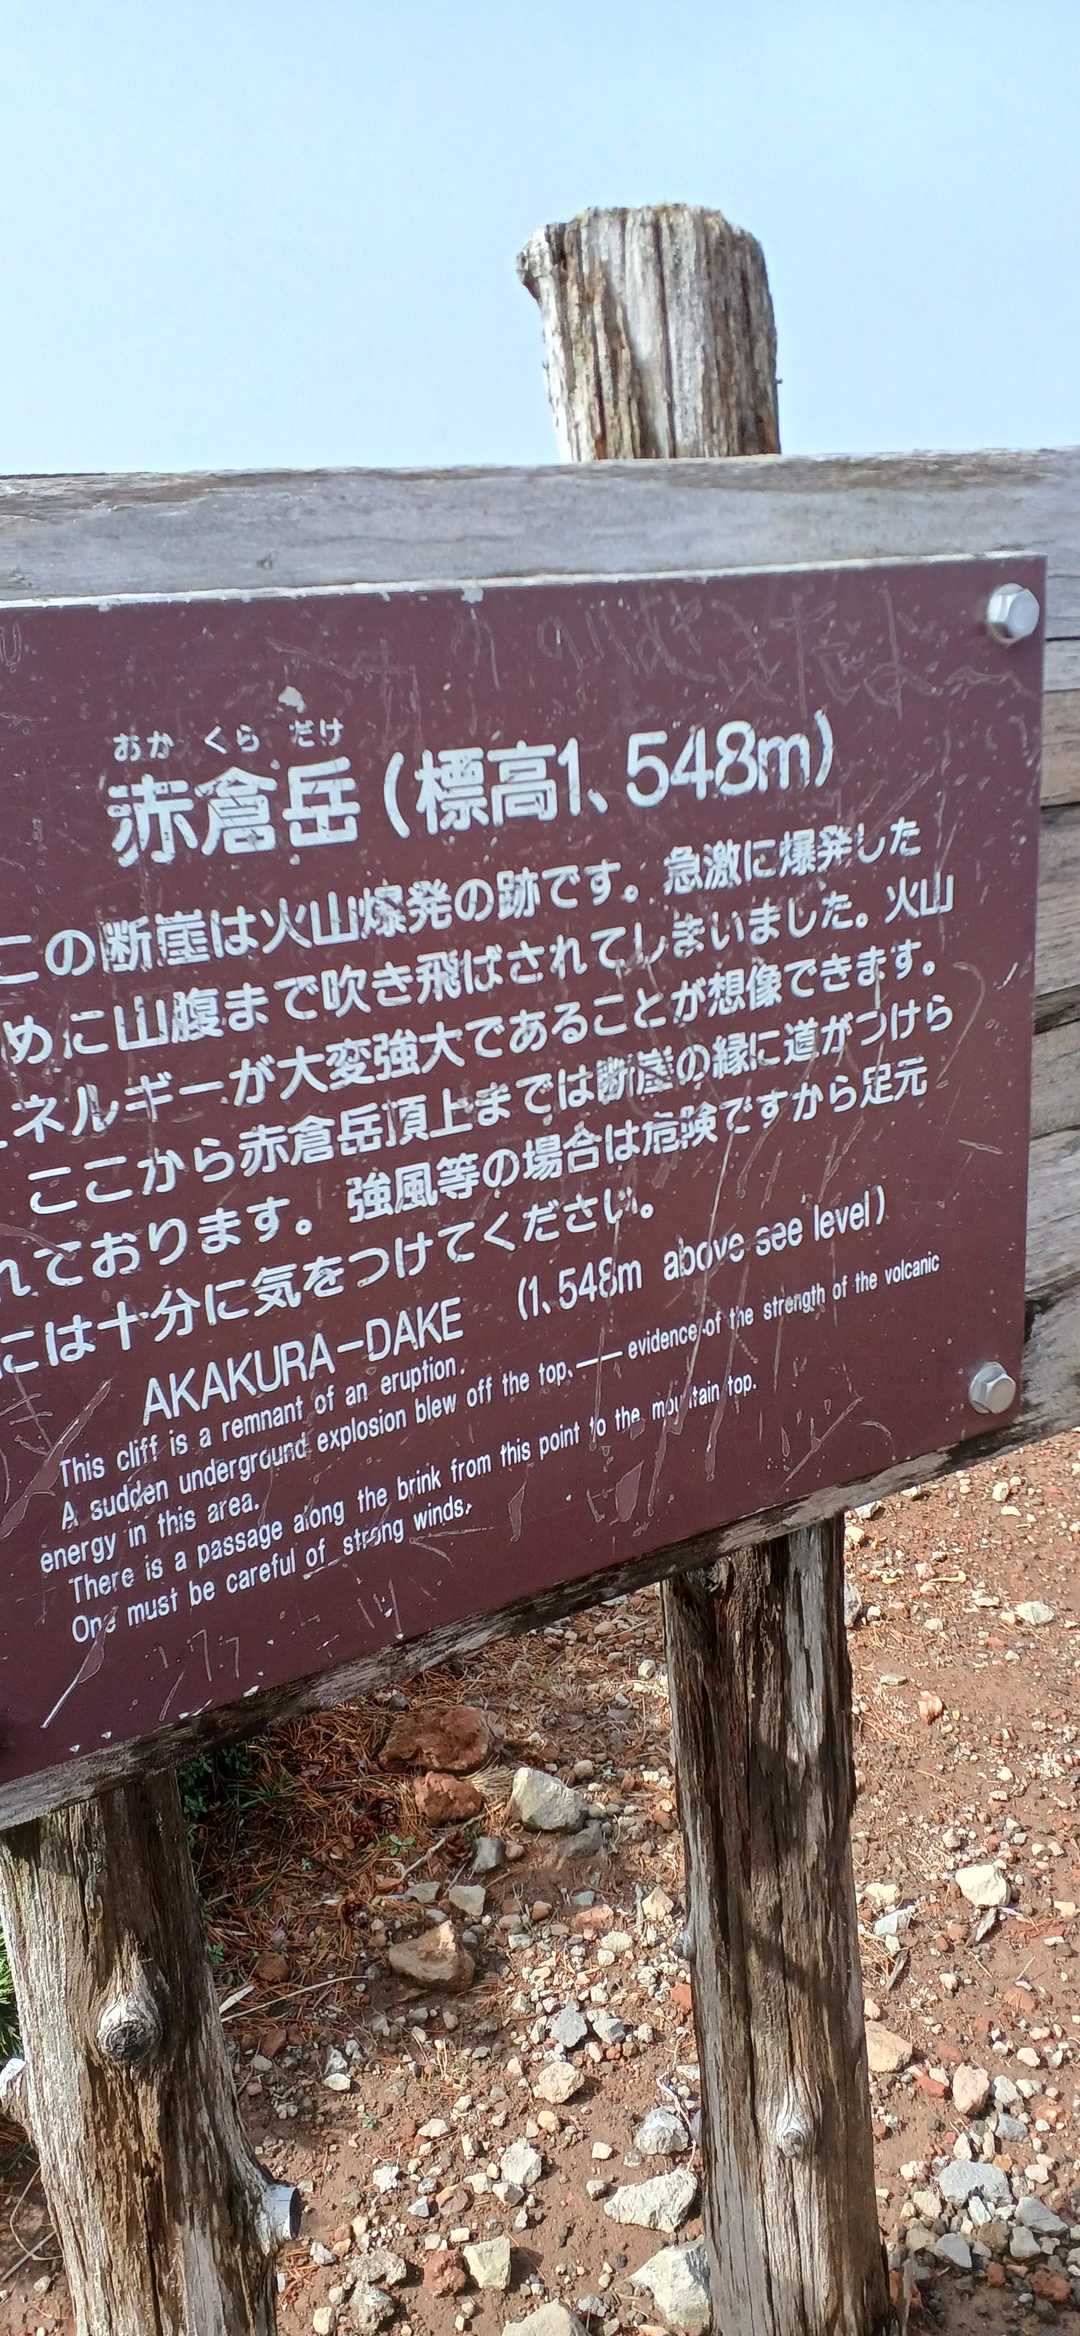 おか くら だけ
赤倉岳(標高1、548m)
この断崖は火山爆発の跡です。急激に爆発した
めに山腹まで吹き飛ばされてしまいました。火山
ネルギーが大変強大であることが想像できます。
ここから赤倉岳頂上までは断崖の縁に道がつけら
れております。強風等の場合は危険ですから足元
には十分に気をつけてください。
AKAKURA-DAKE (1、548m above see level)
This cliff is a remnant of an eruption.
A sudden underground explosion blew off the top、—— evidence of the strength of the volcanic
energy in this area.
There is a passage along the brink from this point to the mountain top.
One must be careful of strong winds.